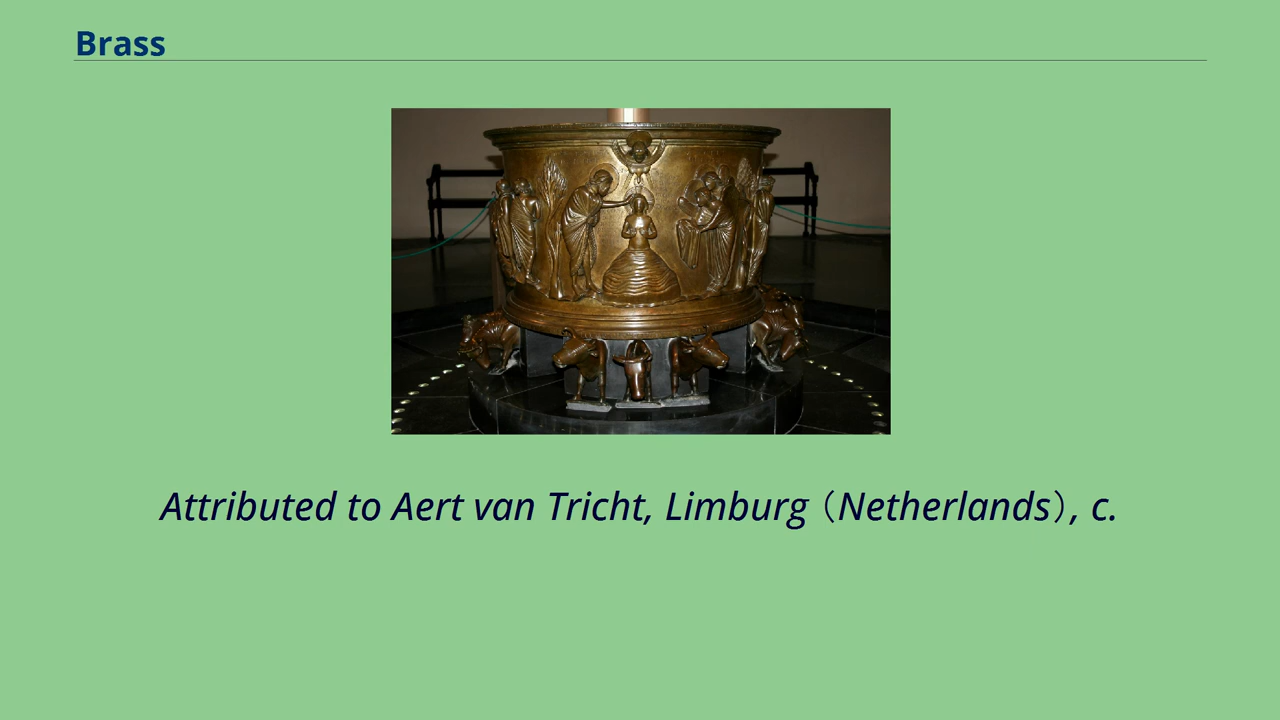 Brass
Attributed to Aert van Tricht, Limburg（Netherlands）, c.